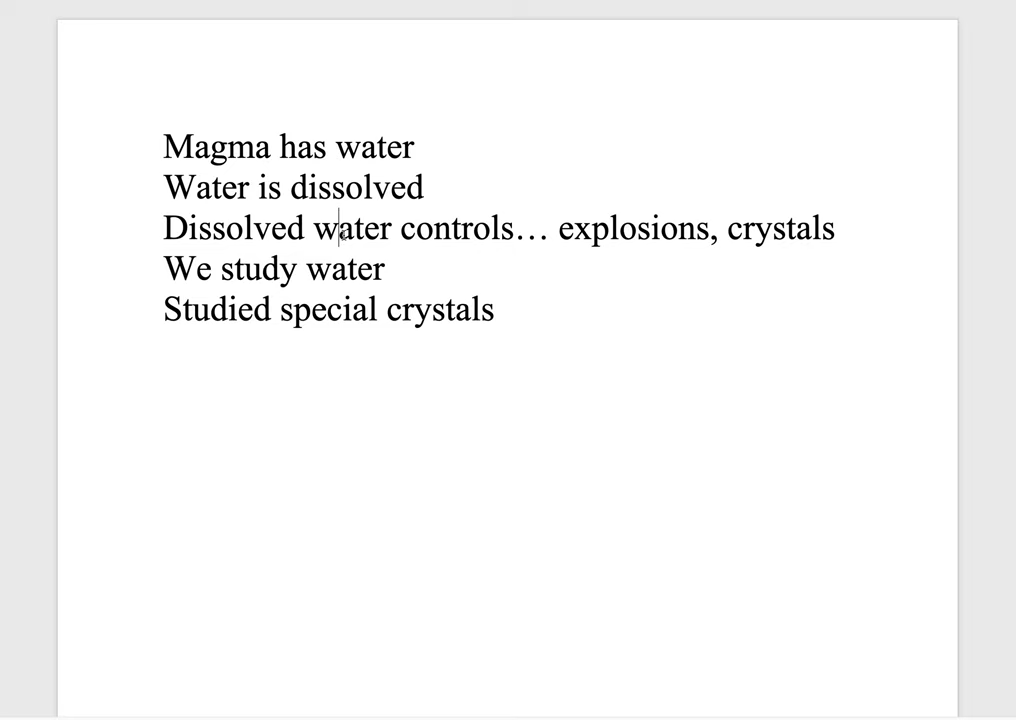 Magma has water
Water is dissolved
Dissolved water controls… explosions, crystals
We study water
Studied special crystals